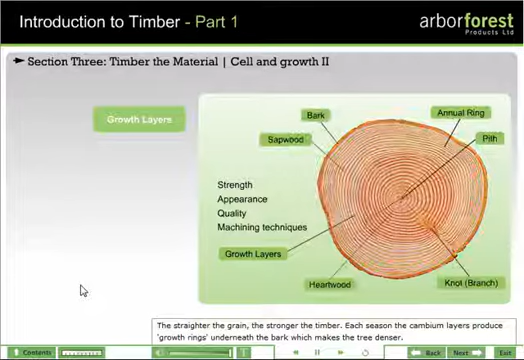 Introduction to Timber - Part 1
arborforest
Products Ltd
Section Three: Timber the Material | Cell and growth II
Growth Layers
Bark
Annual Ring
Sapwood
Pith
Strength
Appearance
Quality
Machining techniques
Growth Layers
Heartwood
Knot (Branch)
The straighter the grain, the stronger the timber. Each season the cambium layers produce
'growth rings' underneath the bark which makes the tree denser.
Contents
Back
Next
Exit